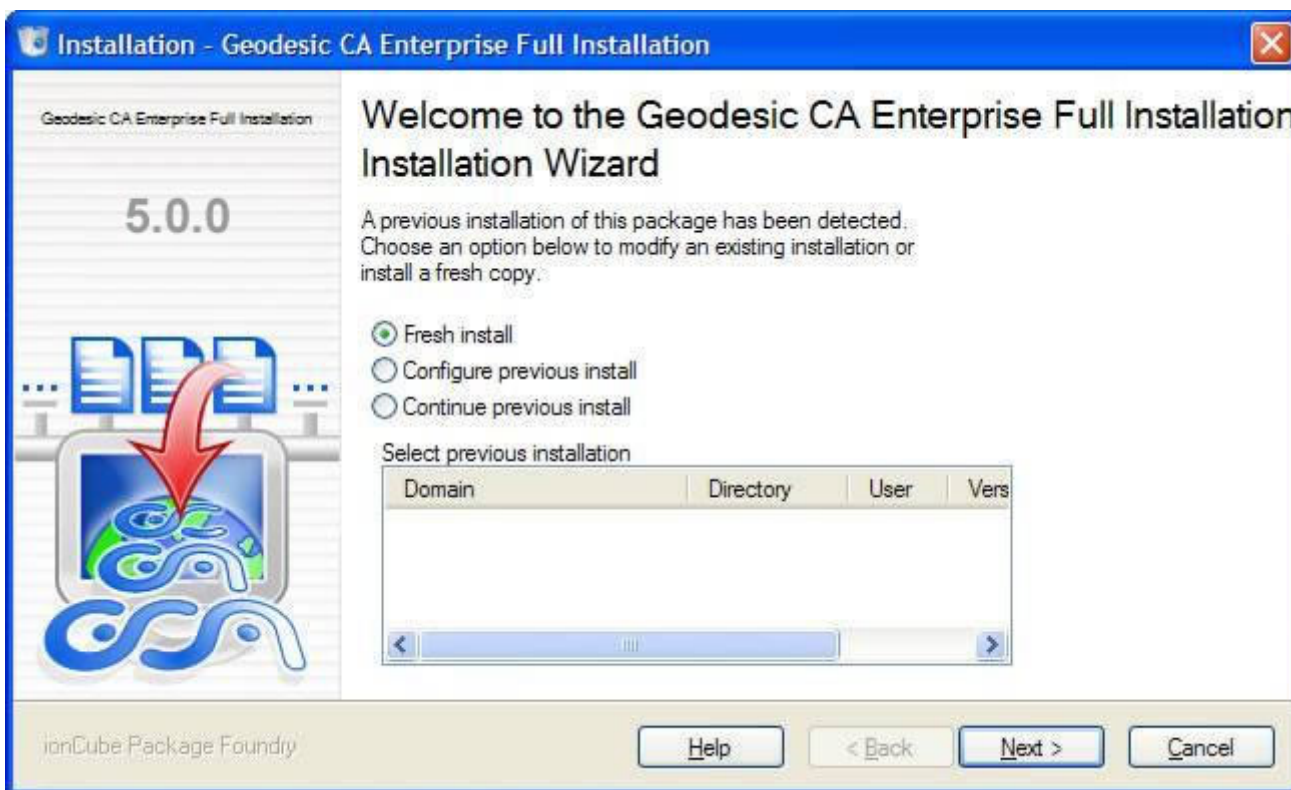 Installation - Geodesic CA Enterprise Full Installation
Geodesic CA Enterprise Full Installation
5.0.0
Welcome to the Geodesic CA Enterprise Full Installation
Installation Wizard
A previous installation of this package has been detected.
Choose an option below to modify an existing installation or
install a fresh copy.
Fresh install
Configure previous install
Continue previous install
Select previous installation
Domain Directory User Vers
ionCube Package Foundry
Help < Back Next > Cancel